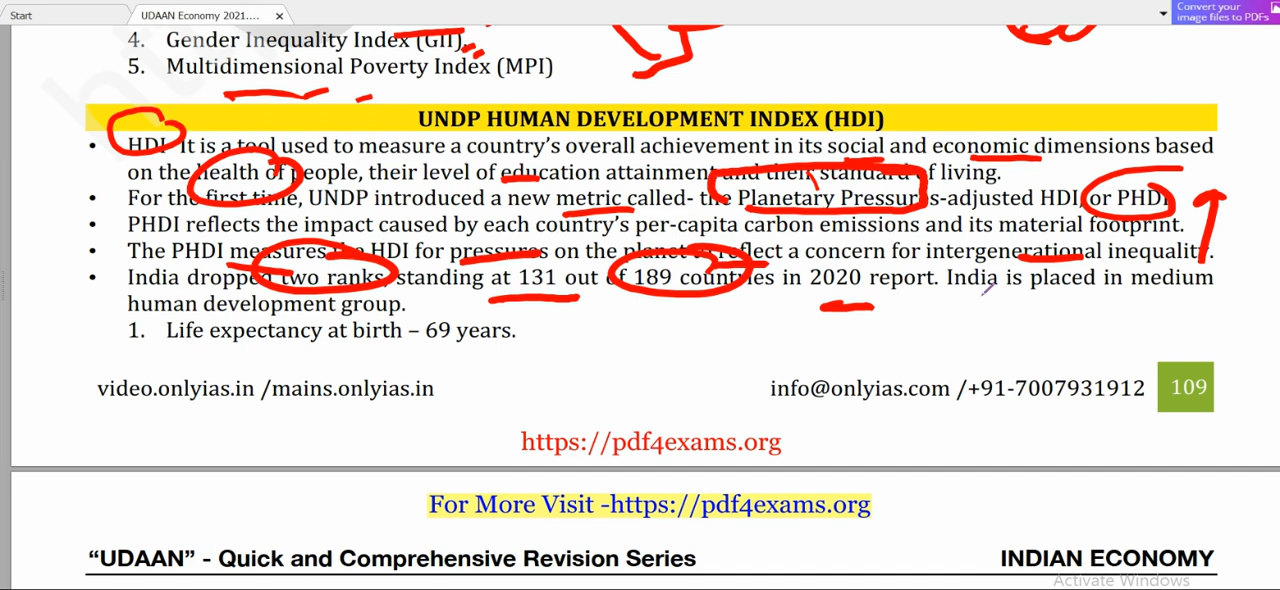 Start
UDAAN Economy 2021.... ×
Convert your
image files to PDFs
4. Gender Inequality Index (GII).
5. Multidimensional Poverty Index (MPI)
UNDP HUMAN DEVELOPMENT INDEX (HDI)
• HDI- It is a tool used to measure a country's overall achievement in its social and economic dimensions based
on the health of people, their level of education attainment and their standard of living.
• For the first time, UNDP introduced a new metric called- the Planetary Pressures-adjusted HDI, or PHDI.
• PHDI reflects the impact caused by each country's per-capita carbon emissions and its material footprint.
• The PHDI measures the HDI for pressures on the planet to reflect a concern for intergenerational inequality.
• India dropped two ranks, standing at 131 out of 189 countries in 2020 report. India is placed in medium
human development group.
1. Life expectancy at birth – 69 years.
video.onlyias.in /mains.onlyias.in
info@onlyias.com /+91-7007931912
109
https://pdf4exams.org
For More Visit -https://pdf4exams.org
"UDAAN" - Quick and Comprehensive Revision Series
INDIAN ECONOMY
Activate Windows